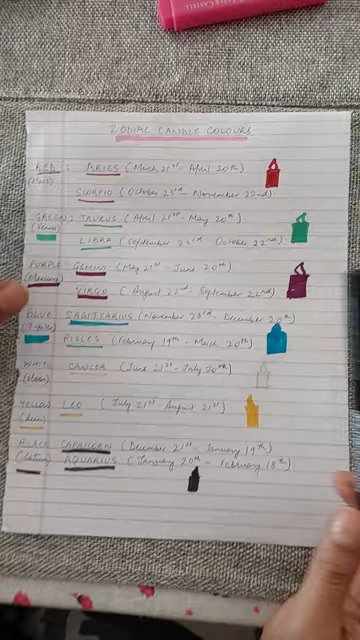 ZODIAC CANDLE COLOURS
RED : ARIES (March 21st - April 20th)
SCORPIO (October 23rd - November 22nd)
GREEN : TAURUS (April 21st - May 20th)
(Venus) LIBRA (September 23rd October 22nd)
PURPLE GEMINI (May 21st - June 20th)
(Mercury) VIRGO (August 22nd - September 22nd)
BLUE SAGITTARIUS (November 23rd - December 20th)
PISCES (February 19th - March 20th)
WHITE CANCER (June 21st - July 20th)
(Moon)
YELLOW LEO (July 21st - August 21st)
BLACK CAPRICORN (December 21st - January 19th)
AQUARIUS (January 20th - February 18th)